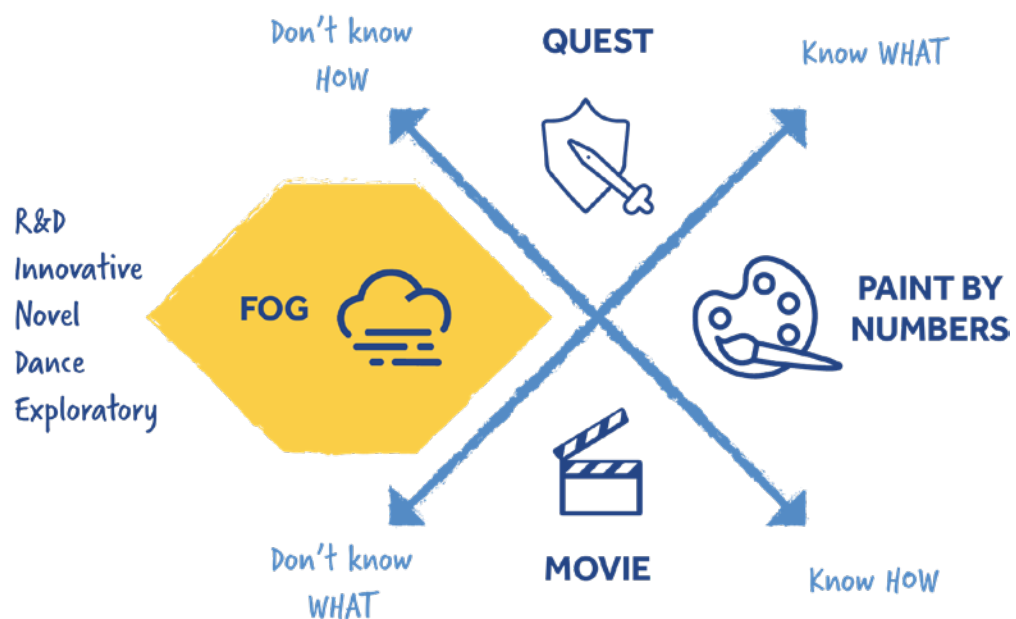 Don't know
HOW
QUEST
Know WHAT
R&D
Innovative
Novel
Dance
Exploratory
FOG
PAINT BY
NUMBERS
Don't know
WHAT
MOVIE
Know HOW